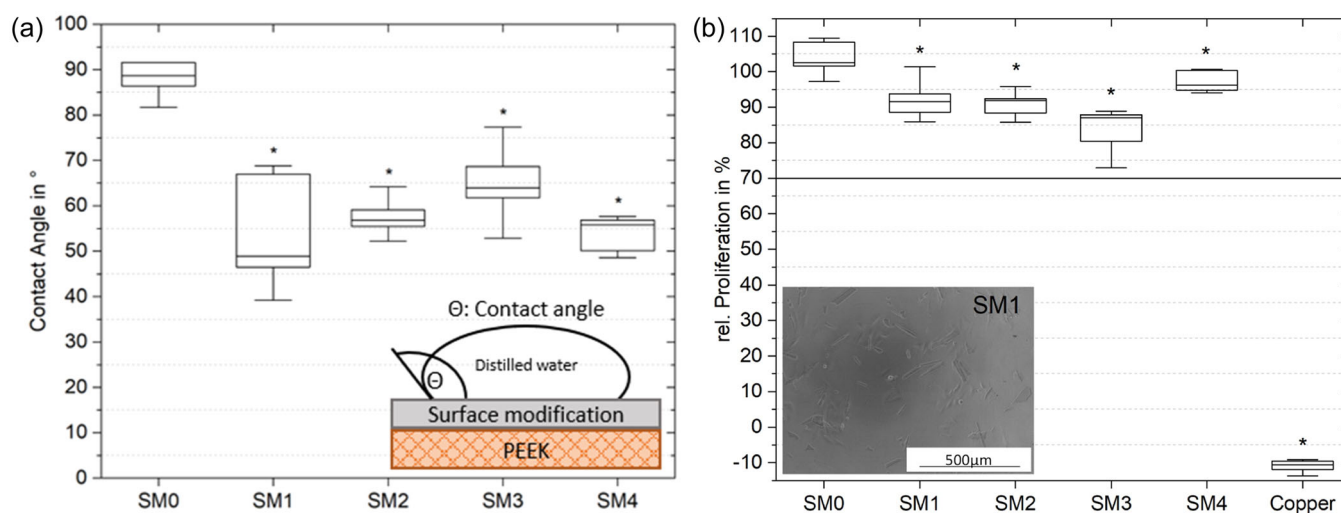 (a)
Contact Angle in °
100
90
80
70
60
50
40
30
20
10
0
*
*
*
*
Θ: Contact angle
Distilled water
Θ
Surface modification
PEEK
SM0 SM1 SM2 SM3 SM4
(b)
rel. Proliferation in %
110
100
90
80
70
60
50
40
30
20
10
0
-10
*
*
*
*
*
SM1
500µm
SM0 SM1 SM2 SM3 SM4 Copper